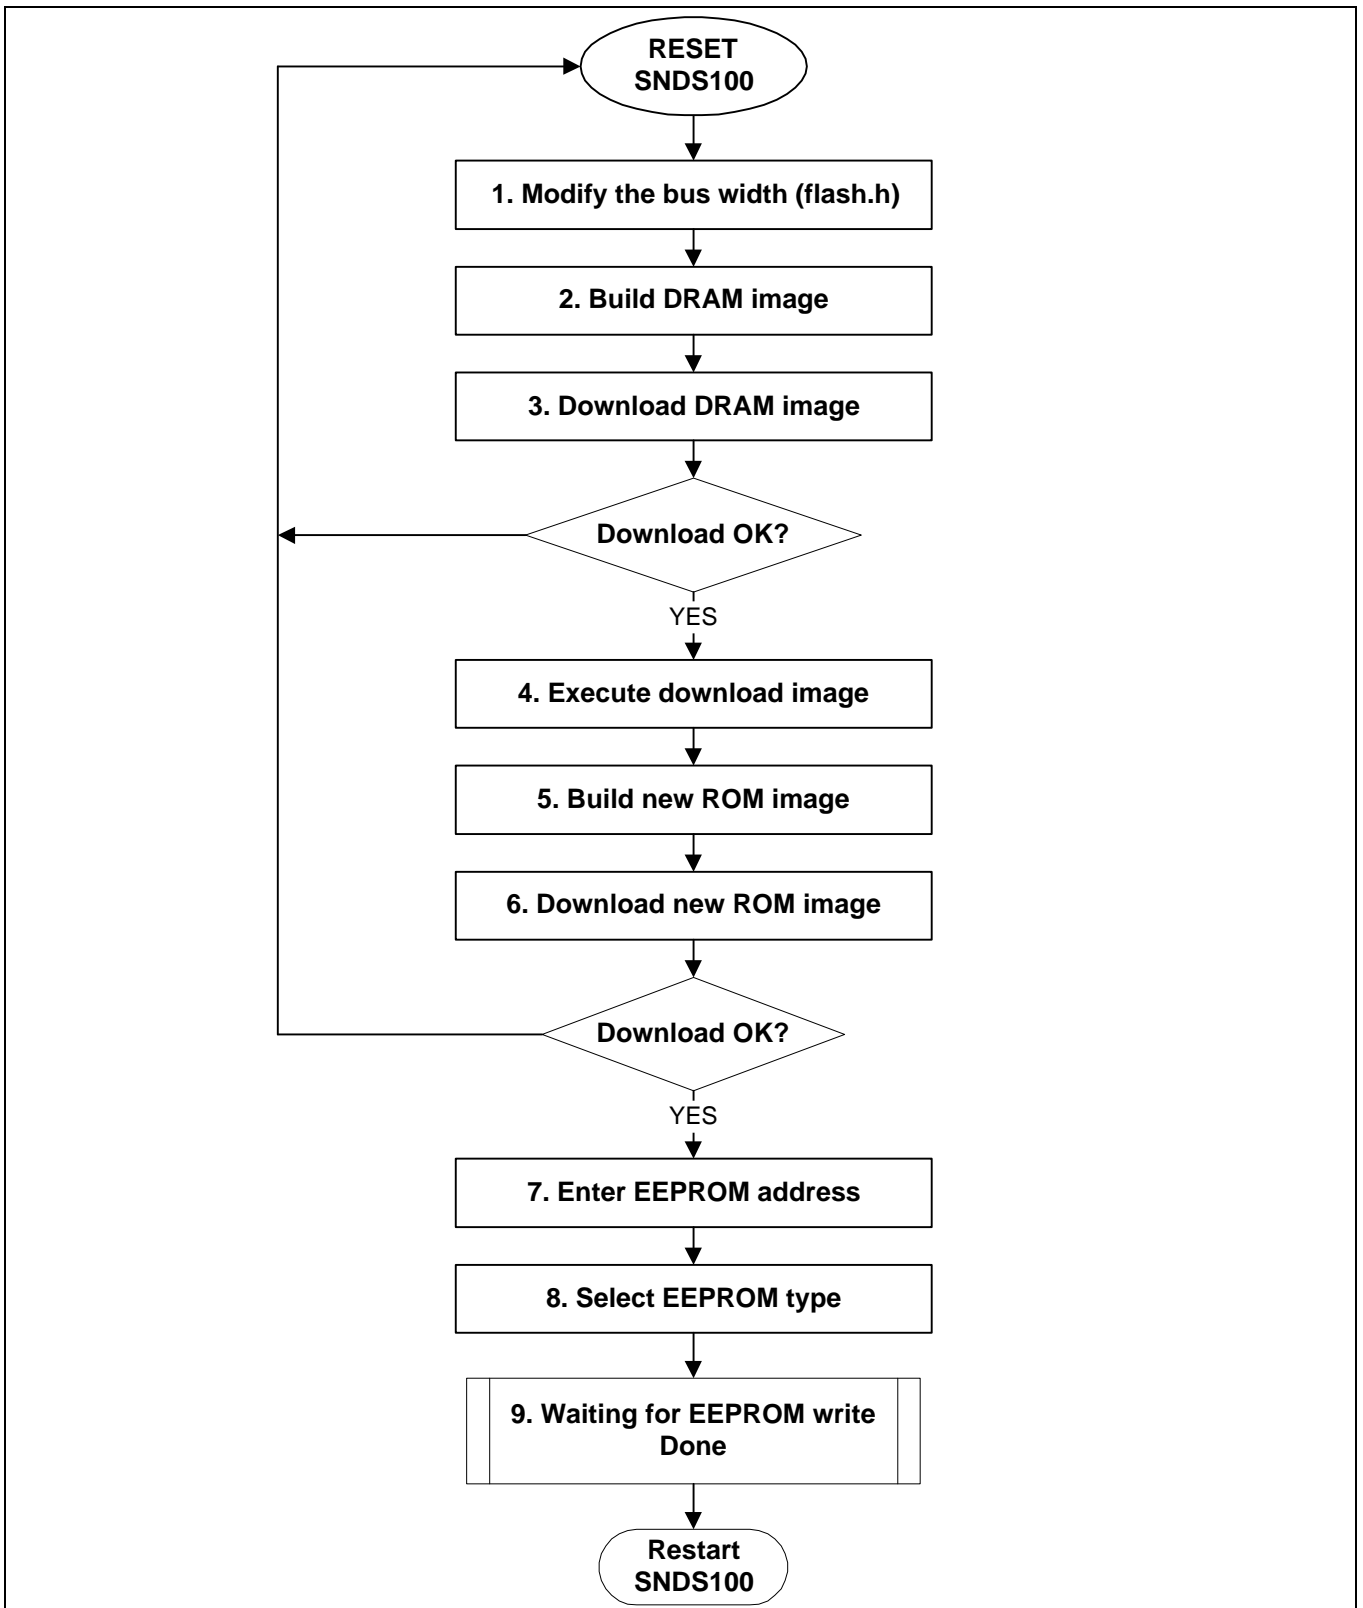 RESET
SNDS100
1. Modify the bus width (flash.h)
2. Build DRAM image
3. Download DRAM image
Download OK?
YES
4. Execute download image
5. Build new ROM image
6. Download new ROM image
Download OK?
YES
7. Enter EEPROM address
8. Select EEPROM type
9. Waiting for EEPROM write
Done
Restart
SNDS100